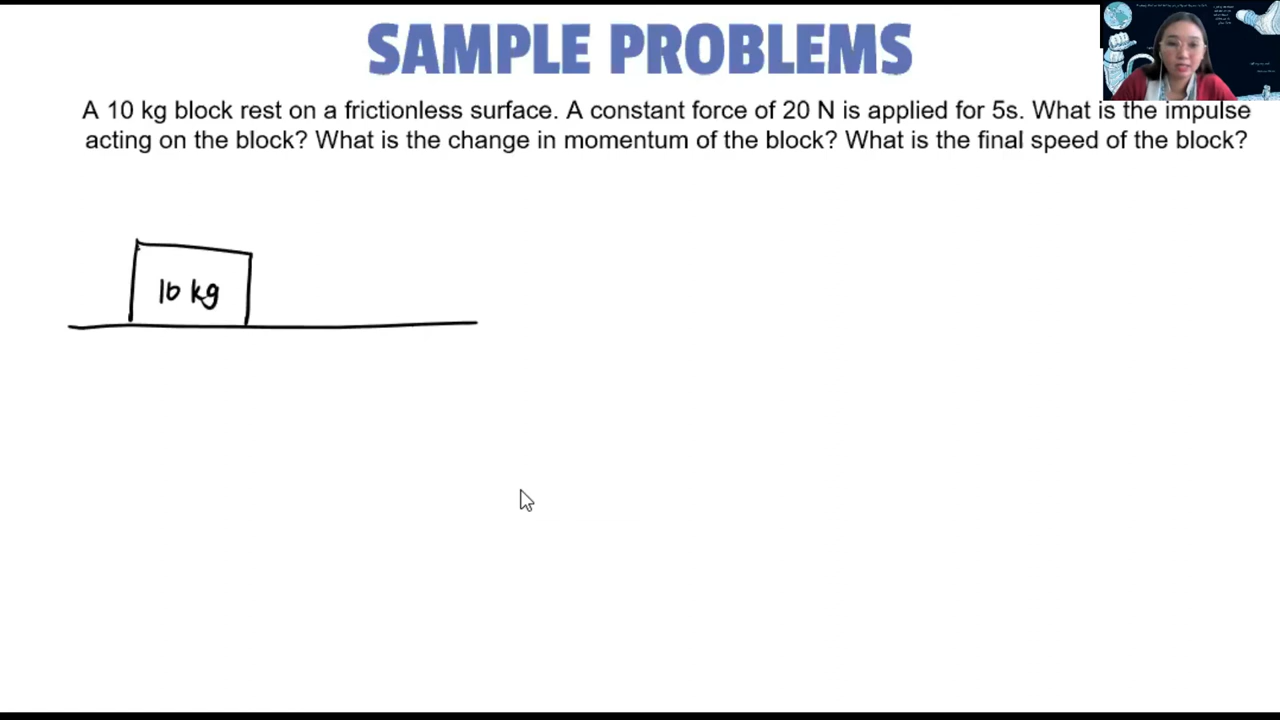 SAMPLE PROBLEMS
A 10 kg block rest on a frictionless surface. A constant force of 20 N is applied for 5s. What is the impulse
acting on the block? What is the change in momentum of the block? What is the final speed of the block?
10 kg